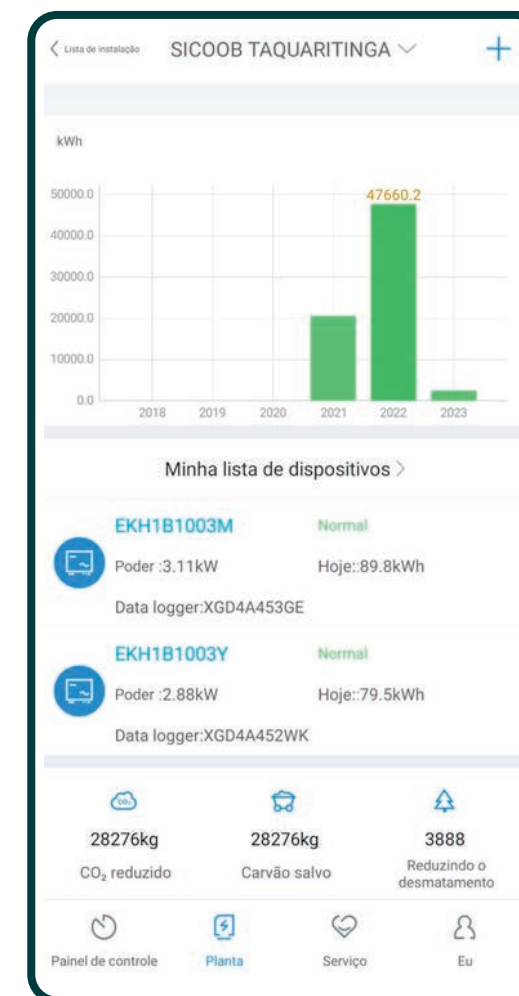 Lista de instalação SICOOB TAQUARITINGA
kWh
50000.0
40000.0
30000.0
20000.0
10000.0
0.0
47660.2
2018 2019 2020 2021 2022 2023
Minha lista de dispositivos
EKH1B1003M Normal
Poder :3.11kW Hoje::89.8kWh
Data logger:XGD4A453GE
EKH1B1003Y Normal
Poder :2.88kW Hoje::79.5kWh
Data logger:XGD4A452WK
CO₂
28276kg 28276kg 3888
CO₂ reduzido Carvão salvo Reduzindo o
desmatamento
Painel de controle Planta Serviço Eu